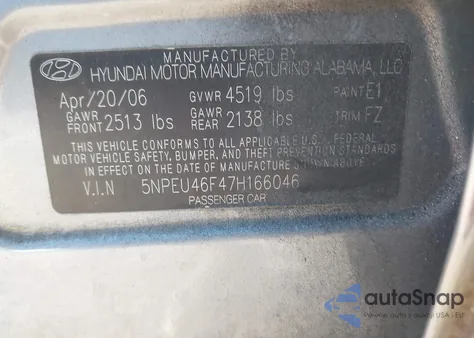 MANUFACTURED BY
HYUNDAI MOTOR MANUFACTURING ALABAMA, LLC
Apr/20/06 GVWR 4519 lbs PAINT E1
GAWR FRONT 2513 lbs GAWR REAR 2138 lbs TRIM FZ
THIS VEHICLE CONFORMS TO ALL APPLICABLE U.S. FEDERAL
MOTOR VEHICLE SAFETY, BUMPER, AND THEFT PREVENTION STANDARDS
IN EFFECT ON THE DATE OF MANUFACTURE SHOWN ABOVE.
V.I.N 5NPEU46F47H166046
PASSENGER CAR
autoSnap